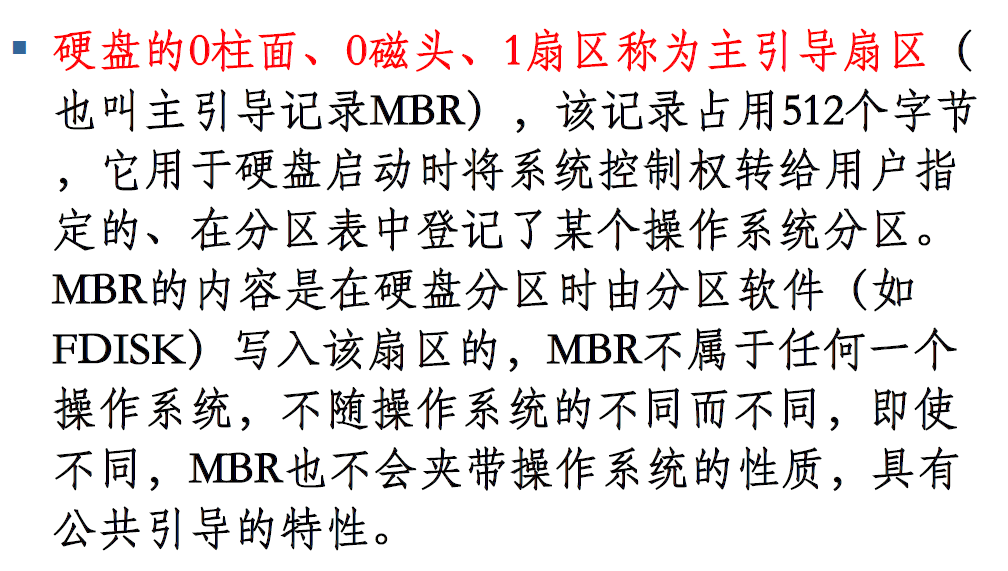 硬盘的0柱面、0磁头、1扇区称为主引导扇区（
也叫主引导记录MBR），该记录占用512个字节
，它用于硬盘启动时将系统控制权转给用户指
定的、在分区表中登记了某个操作系统分区。
MBR的内容是在硬盘分区时由分区软件（如
FDISK）写入该扇区的，MBR不属于任何一个
操作系统，不随操作系统的不同而不同，即使
不同，MBR也不会夹带操作系统的性质，具有
公共引导的特性。